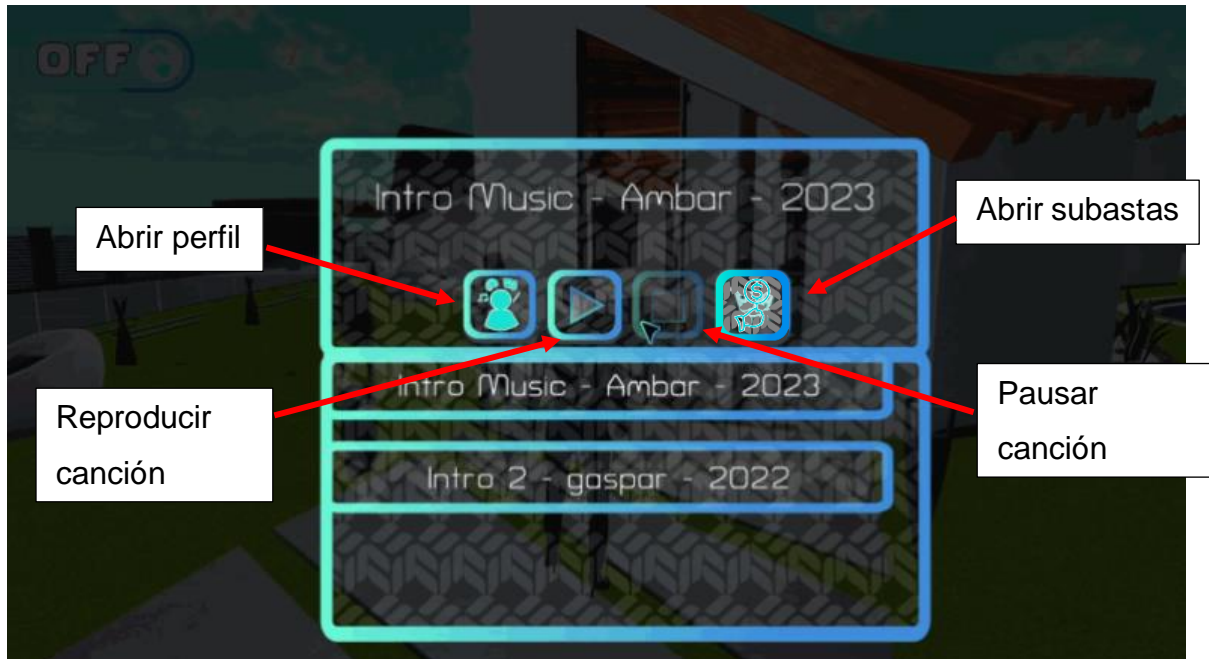 OFF
Intro Music - Ambar - 2023
Abrir subastas
Abrir perfil
Intro Music - Ambar - 2023
Reproducir
canción
Pausar
canción
Intro 2 - gaspar - 2022